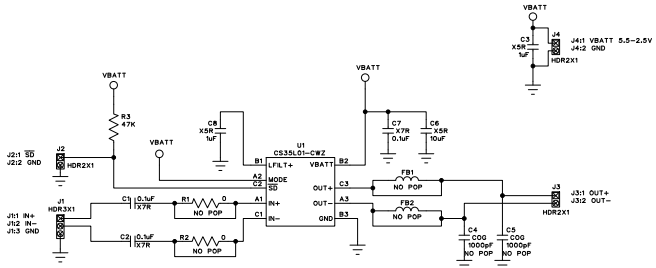 VBATT
C3
X5R
1uF
J4
HDR2X1
J4:1 VBATT 5.5-2.5V
J4:2 GND
VBATT
R3
47K
VBATT
VBATT
C8
X5R
1uF
C7
X7R
0.1uF
C6
X5R
10uF
U1
CS35L01-CWZ
B1 LFILT+ VBATT B2
A2 MODE
C2 SD
A1 IN+
C1 IN-
OUT+ C3
OUT- A3
GND B3
J2:1 SD
J2:2 GND
J2
HDR2X1
J1
J1:1 IN+
J1:2 IN-
J1:3 GND
HDR3X1
C1 0.1uF
X7R
R1 0
NO POP
C2 0.1uF
X7R
R2 0
NO POP
FB1
NO POP
FB2
NO POP
J3
HDR2X1
J3:1 OUT+
J3:2 OUT-
C4
COG
1000pF
NO POP
C5
COG
1000pF
NO POP